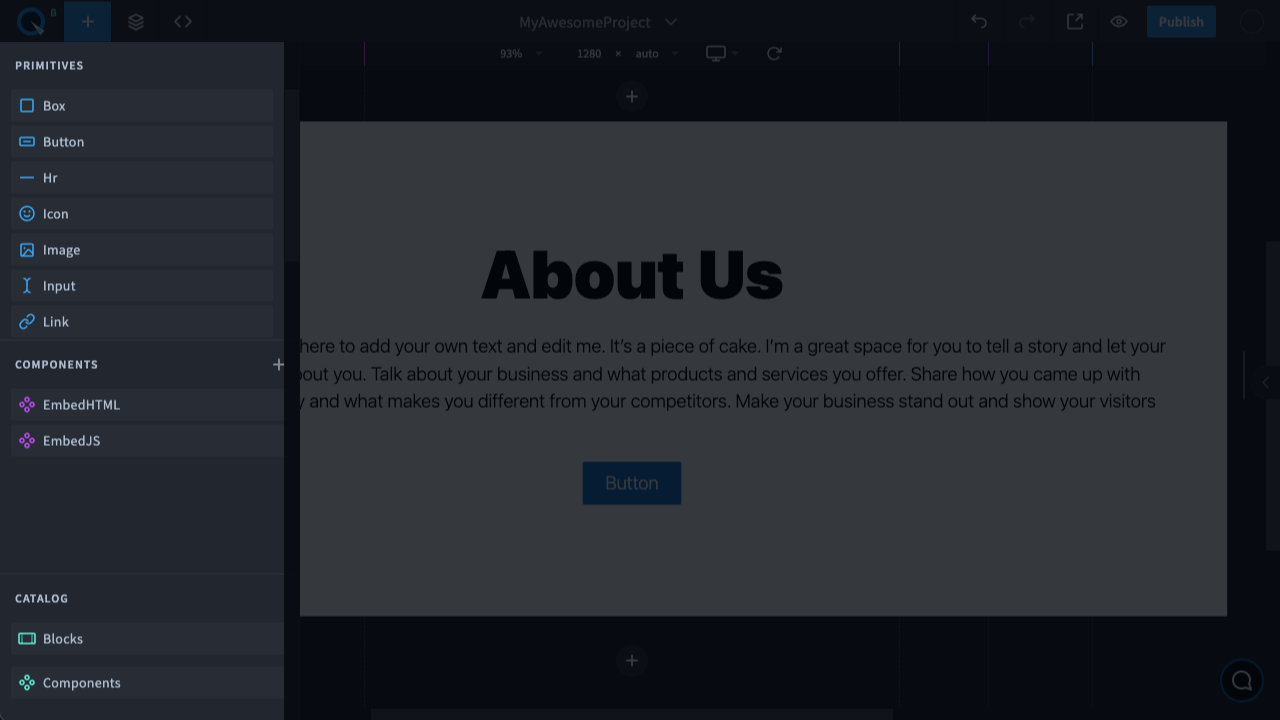 β
MyAwesomeProject
Publish
93%
1280 × auto
PRIMITIVES
Box
Button
Hr
Icon
Image
Input
Link
COMPONENTS
EmbedHTML
EmbedJS
CATALOG
Blocks
Components
About Us
here to add your own text and edit me. It's a piece of cake. I'm a great space for you to tell a story and let your
you. Talk about your business and what products and services you offer. Share how you came up with
and what makes you different from your competitors. Make your business stand out and show your visitors
Button